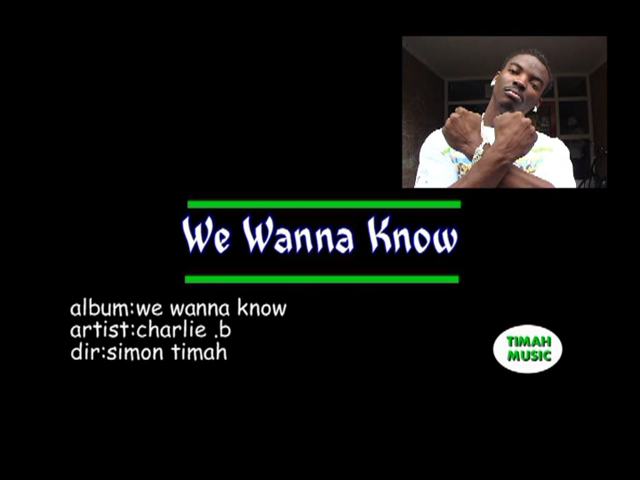 We Wanna Know
album:we wanna know
artist:charlie .b
dir:simon timah
TIMAH
MUSIC